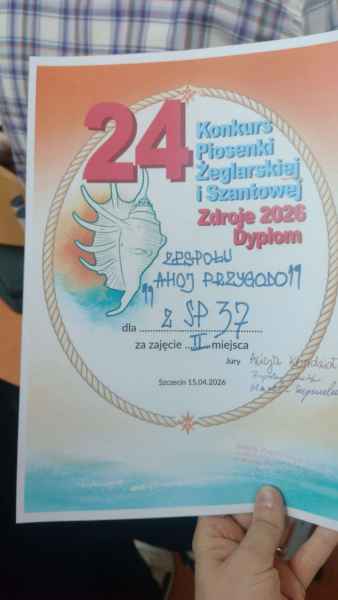 24 Konkurs
Piosenki
Żeglarskiej
i Szantowej
Zdroje 2026
Dyplom
ZESPOŁU
"AHOJ PRZYGODO"
dla Z SP 37
za zajęcie II miejsca
Jury
Alicja
Szczecin 15.04.2026